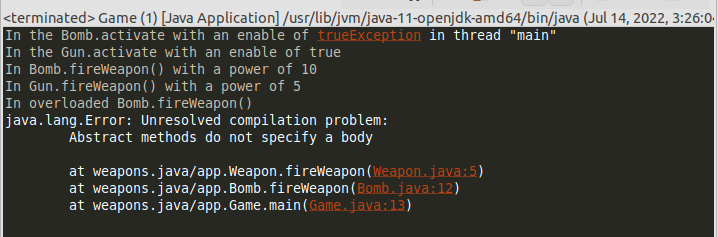 <terminated> Game (1) [Java Application] /usr/lib/jvm/java-11-openjdk-amd64/bin/java (Jul 14, 2022, 3:26:04
In the Bomb.activate with an enable of trueException in thread "main"
In the Gun.activate with an enable of true
In Bomb.fireWeapon() with a power of 10
In Gun.fireWeapon() with a power of 5
In overloaded Bomb.fireWeapon()
java.lang.Error: Unresolved compilation problem:
        Abstract methods do not specify a body
        at weapons.java/app.Weapon.fireWeapon(Weapon.java:5)
        at weapons.java/app.Bomb.fireWeapon(Bomb.java:12)
        at weapons.java/app.Game.main(Game.java:13)